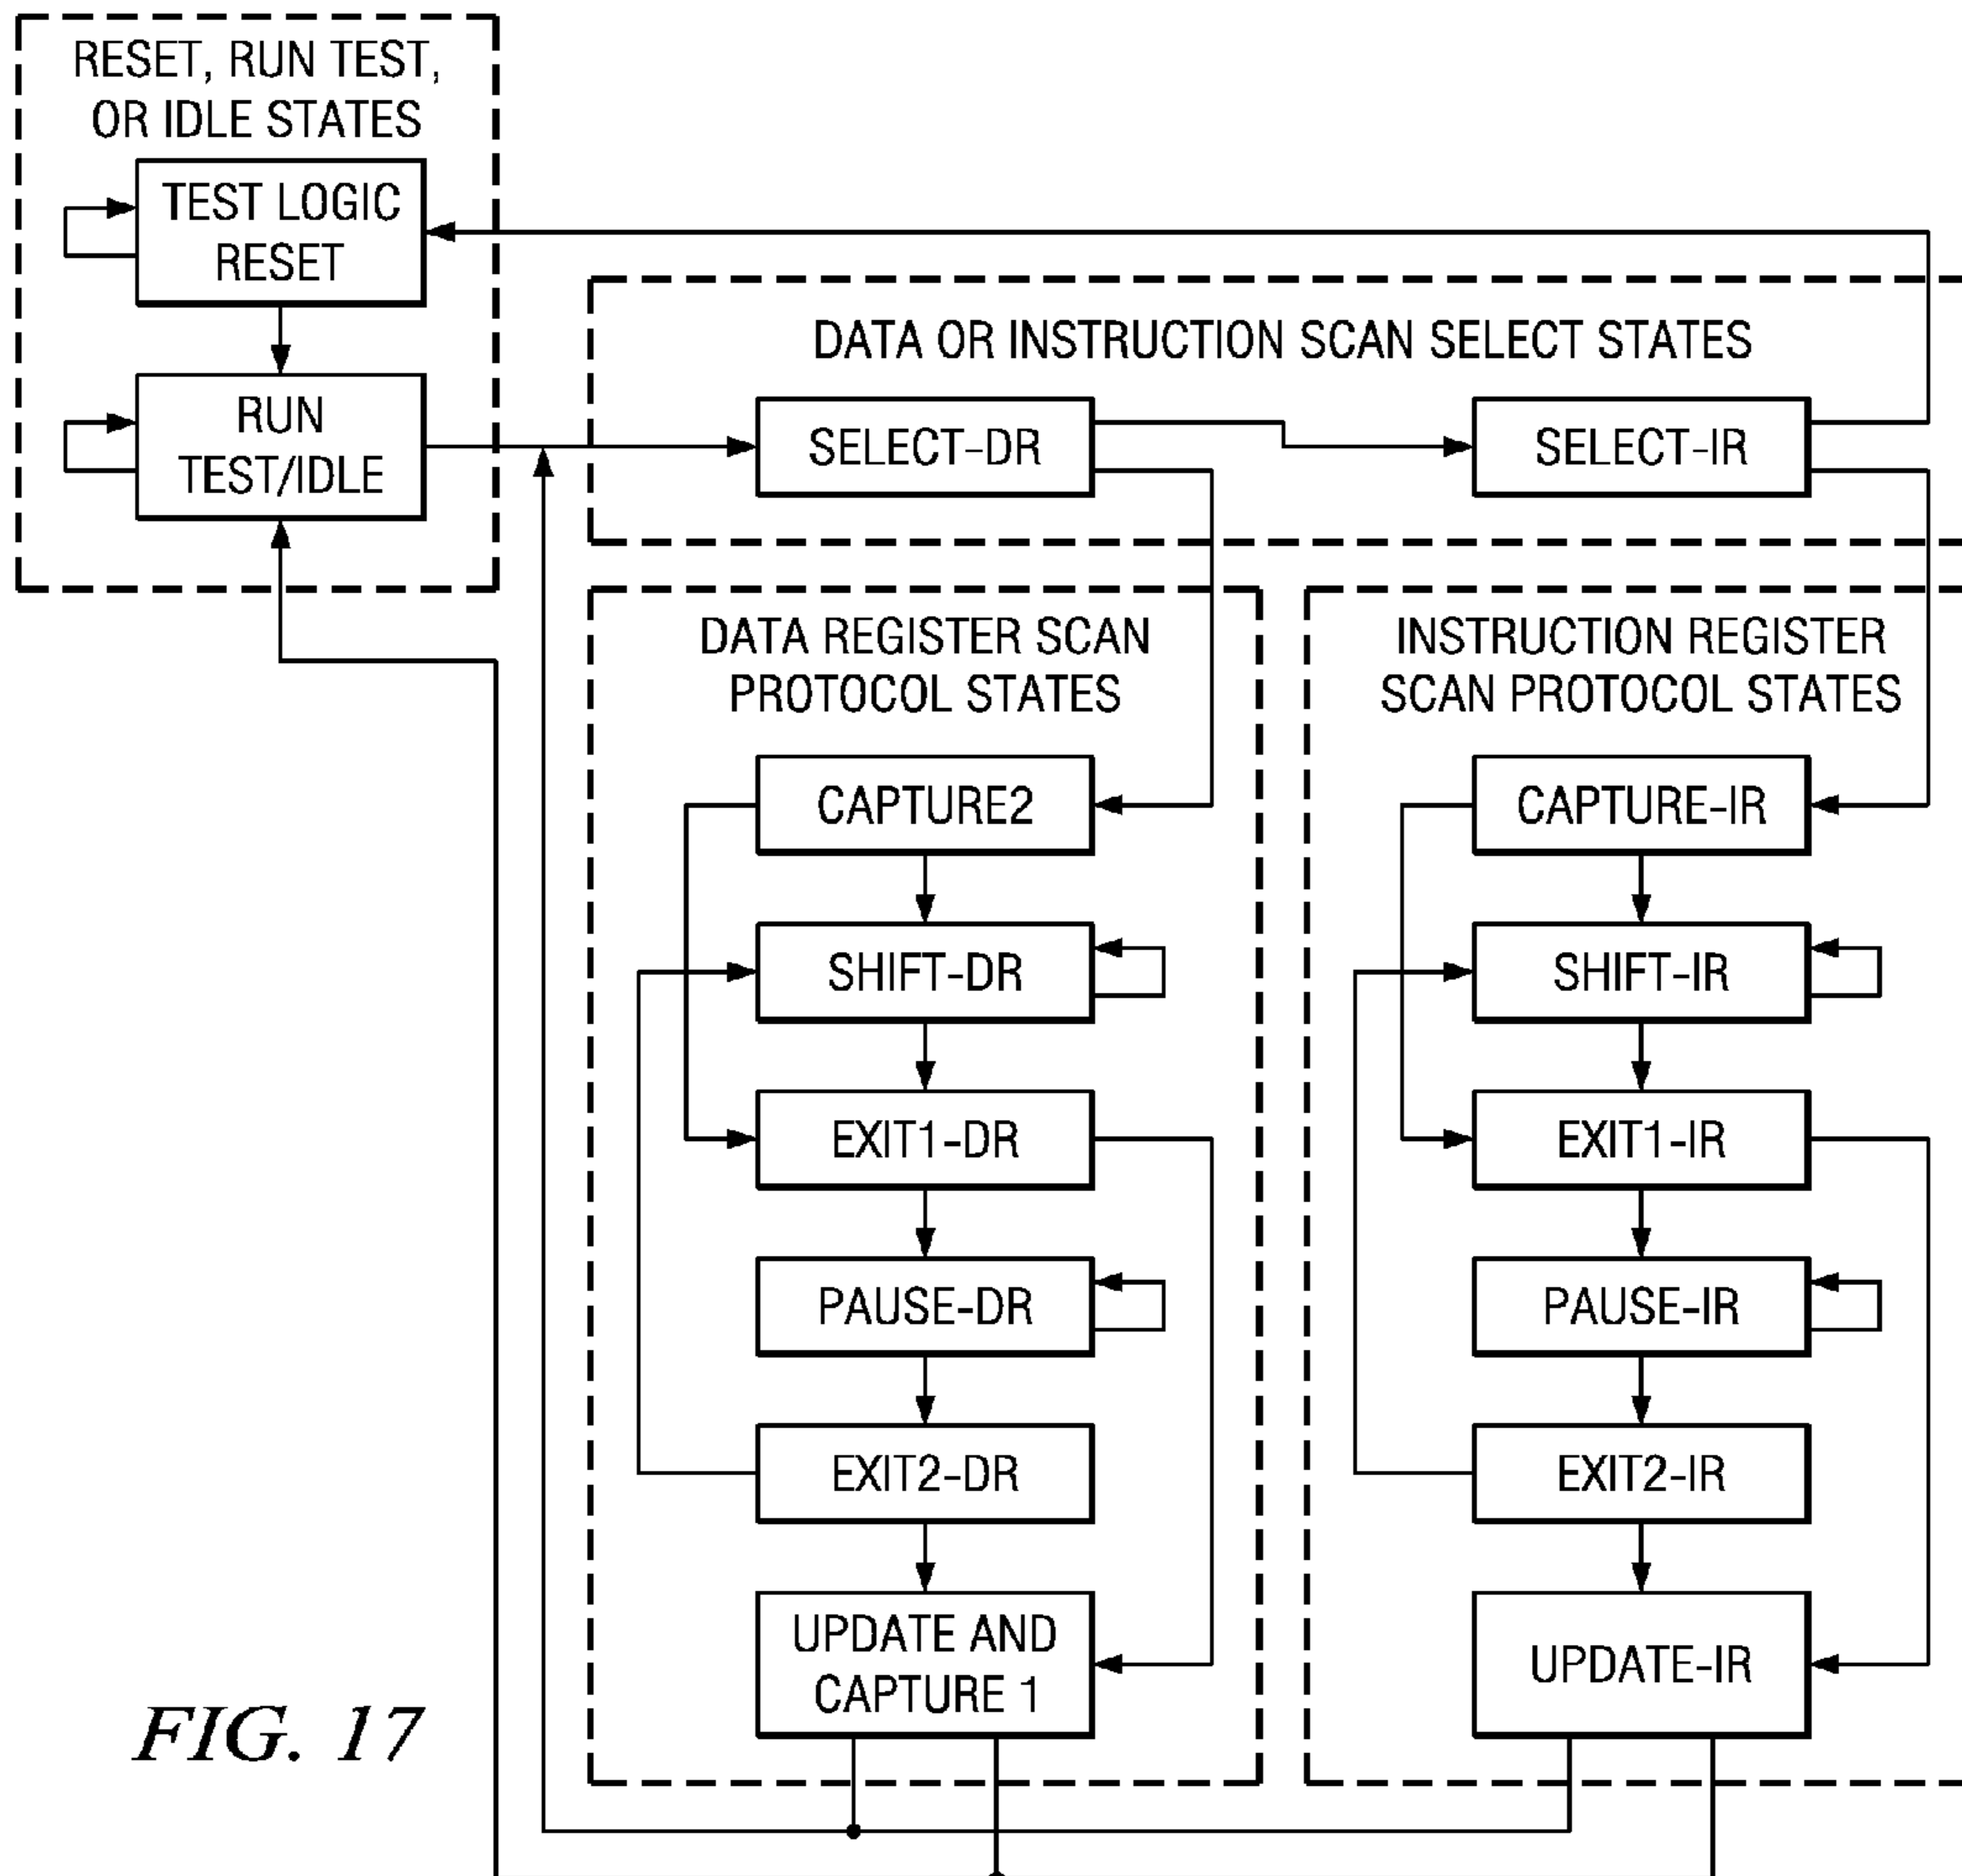 RESET, RUN TEST,
OR IDLE STATES
TEST LOGIC
RESET
RUN
TEST/IDLE
DATA OR INSTRUCTION SCAN SELECT STATES
SELECT-DR
SELECT-IR
DATA REGISTER SCAN
PROTOCOL STATES
CAPTURE2
SHIFT-DR
EXIT1-DR
PAUSE-DR
EXIT2-DR
UPDATE AND
CAPTURE 1
INSTRUCTION REGISTER
SCAN PROTOCOL STATES
CAPTURE-IR
SHIFT-IR
EXIT1-IR
PAUSE-IR
EXIT2-IR
UPDATE-IR
FIG. 17